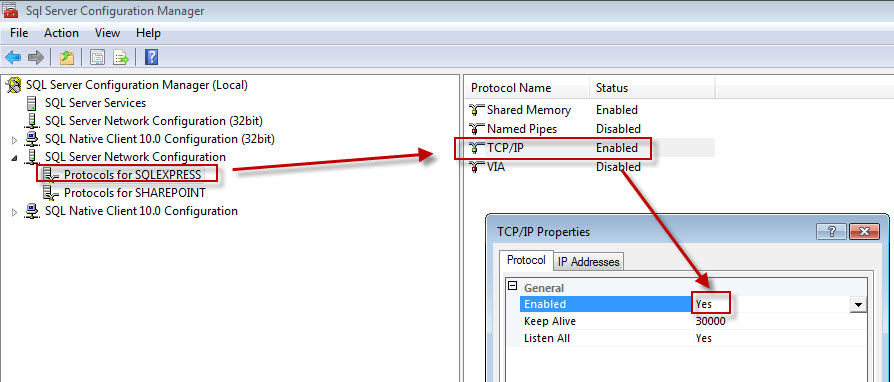 Sql Server Configuration Manager
File Action View Help
SQL Server Configuration Manager (Local)
SQL Server Services
SQL Server Network Configuration (32bit)
SQL Native Client 10.0 Configuration (32bit)
SQL Server Network Configuration
Protocols for SQLEXPRESS
Protocols for SHAREPOINT
SQL Native Client 10.0 Configuration
Protocol Name Status
Shared Memory Enabled
Named Pipes Disabled
TCP/IP Enabled
VIA Disabled
TCP/IP Properties
Protocol IP Addresses
General
Enabled Yes
Keep Alive 30000
Listen All Yes